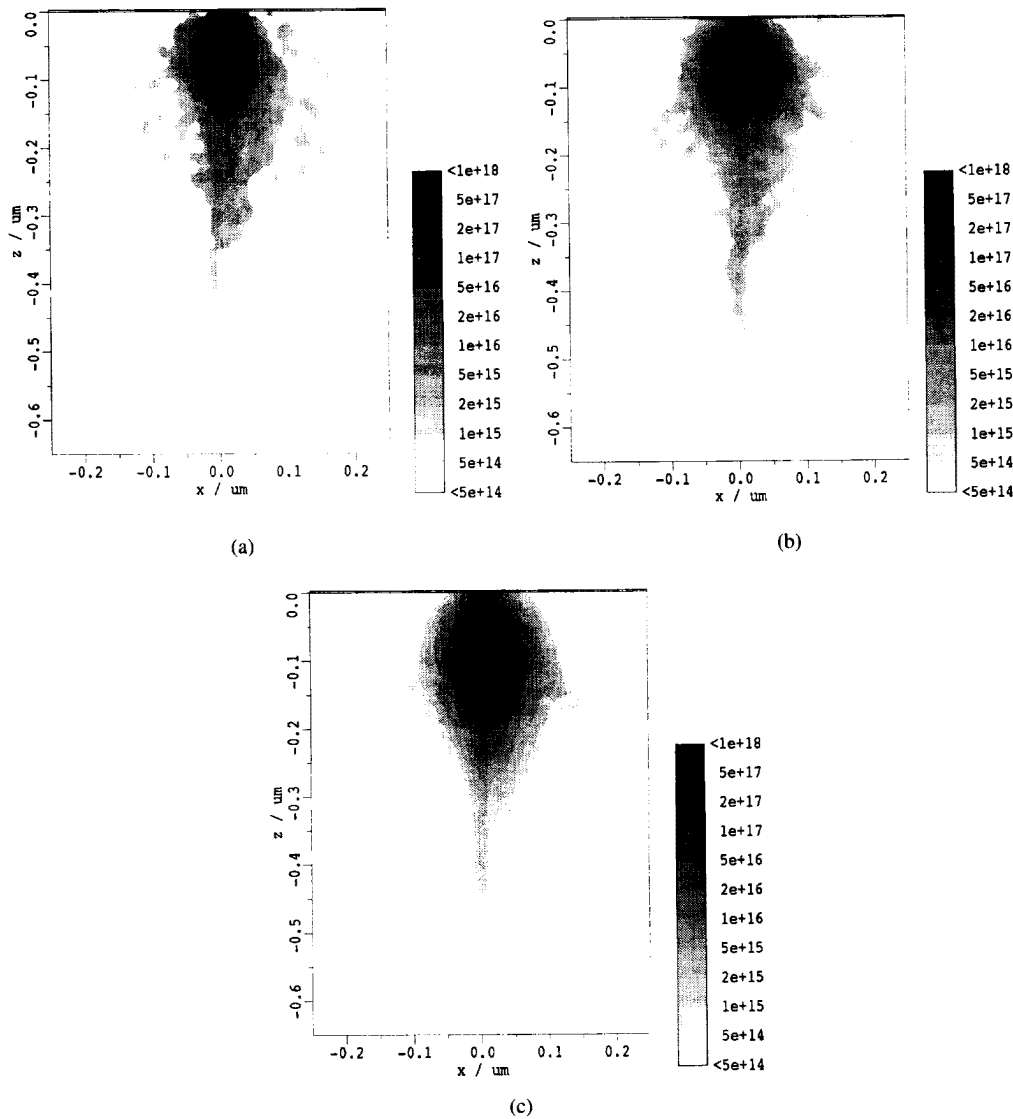 0.0
-0.1
-0.2
-0.3
-0.4
-0.5
-0.6
z / um
-0.2 0.0 0.1 0.2
x / um
<1e+18
5e+17
2e+17
1e+17
5e+16
2e+16
1e+16
5e+15
2e+15
1e+15
5e+14
<5e+14
(a)
0.0
-0.1
-0.2
-0.3
-0.4
-0.5
-0.6
z / um
-0.2 0.0 0.1 0.2
x / um
<1e+18
5e+17
2e+17
1e+17
5e+16
2e+16
1e+16
5e+15
2e+15
1e+15
5e+14
<5e+14
(b)
0.0
-0.1
-0.2
-0.3
-0.4
-0.5
-0.6
z / um
-0.2 0.0 0.1 0.2
x / um
<1e+18
5e+17
2e+17
1e+17
5e+16
2e+16
1e+16
5e+15
2e+15
1e+15
5e+14
<5e+14
(c)